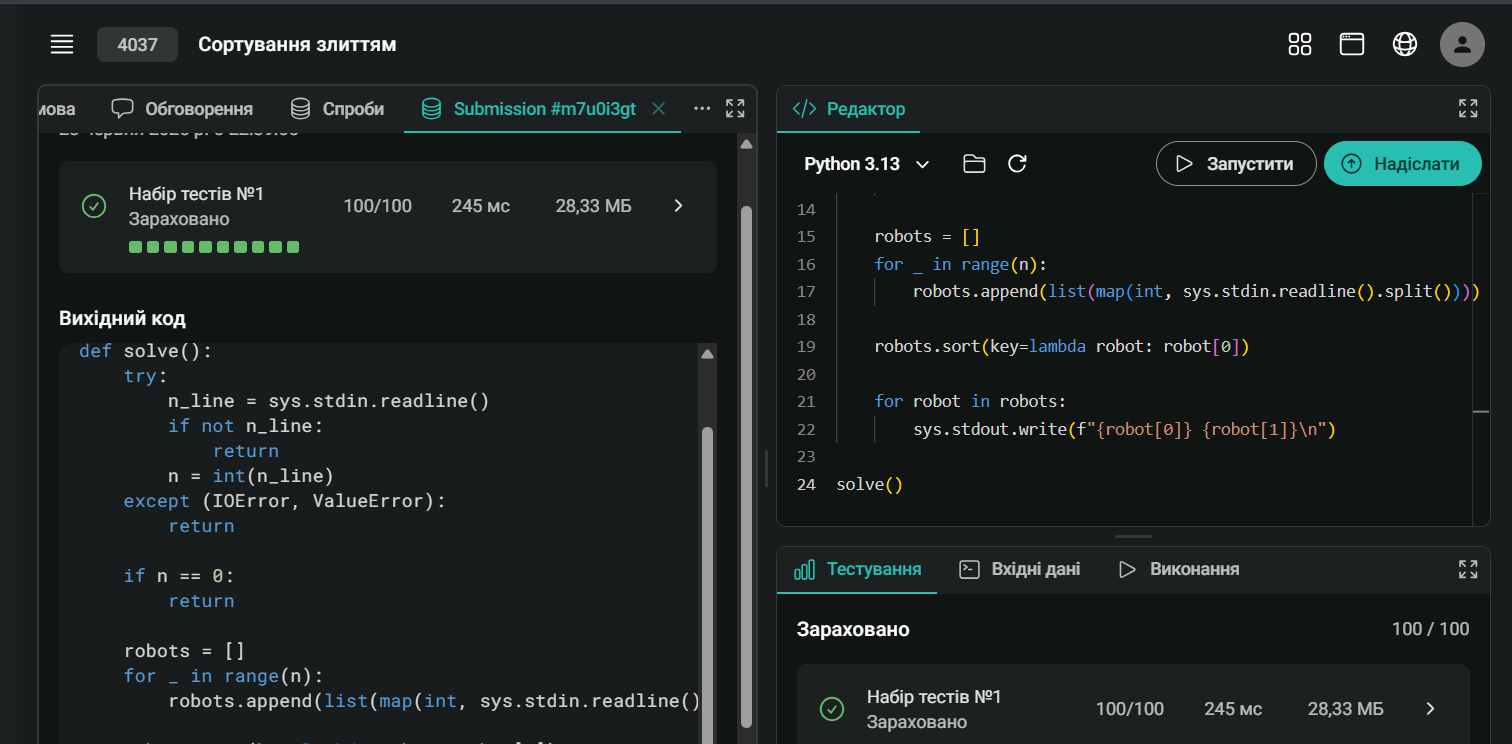 4037 Сортування злиттям
мова Обговорення Спроби Submission #m7u0i3gt
Набір тестів №1
Зараховано
100/100 245 мс 28,33 МБ
Вихідний код
def solve():
    try:
        n_line = sys.stdin.readline()
        if not n_line:
            return
        n = int(n_line)
    except (IOError, ValueError):
        return
    if n == 0:
        return
    robots = []
    for _ in range(n):
        robots.append(list(map(int, sys.stdin.readline()
Редактор
Python 3.13 Запустити Надіслати
14
15 robots = []
16 for _ in range(n):
17 robots.append(list(map(int, sys.stdin.readline().split())))
18
19 robots.sort(key=lambda robot: robot[0])
20
21 for robot in robots:
22 sys.stdout.write(f"{robot[0]} {robot[1]}\n")
23
24 solve()
Тестування Вхідні дані Виконання
Зараховано 100 / 100
Набір тестів №1
Зараховано
100/100 245 мс 28,33 МБ